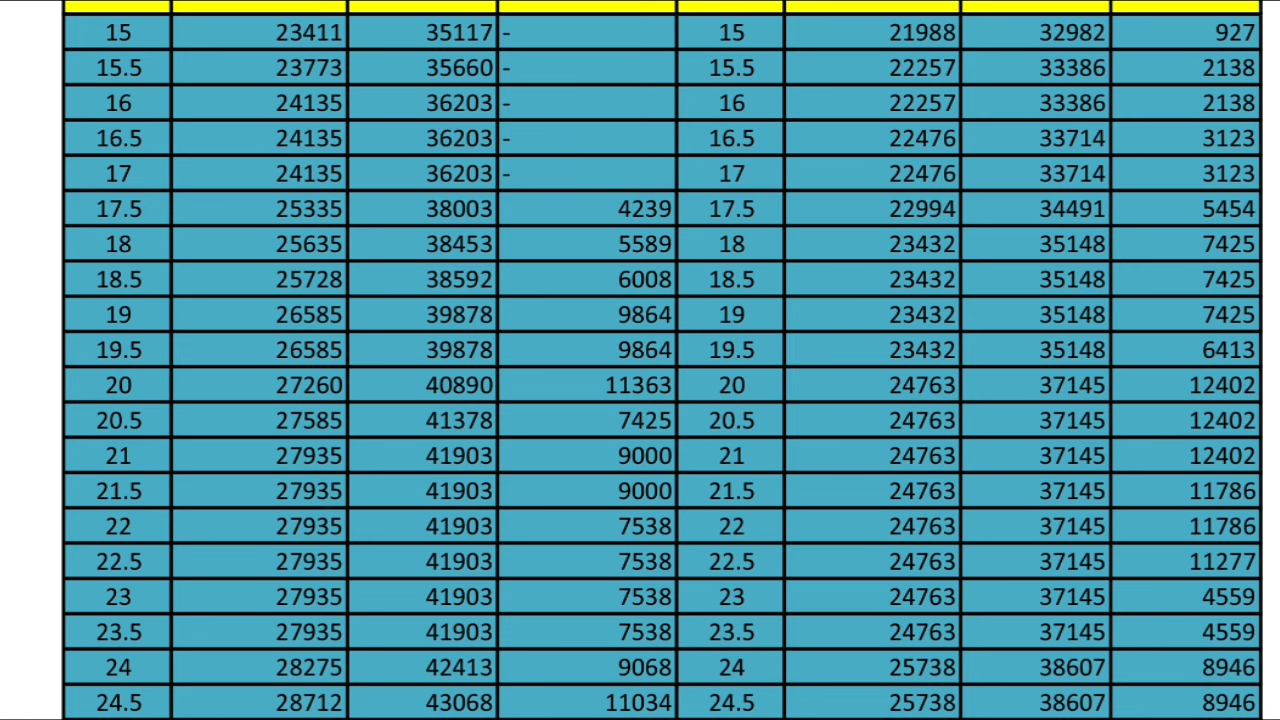 15 23411 35117 - 15 21988 32982 927
15.5 23773 35660 - 15.5 22257 33386 2138
16 24135 36203 - 16 22257 33386 2138
16.5 24135 36203 - 16.5 22476 33714 3123
17 24135 36203 - 17 22476 33714 3123
17.5 25335 38003 4239 17.5 22994 34491 5454
18 25635 38453 5589 18 23432 35148 7425
18.5 25728 38592 6008 18.5 23432 35148 7425
19 26585 39878 9864 19 23432 35148 7425
19.5 26585 39878 9864 19.5 23432 35148 6413
20 27260 40890 11363 20 24763 37145 12402
20.5 27585 41378 7425 20.5 24763 37145 12402
21 27935 41903 9000 21 24763 37145 12402
21.5 27935 41903 9000 21.5 24763 37145 11786
22 27935 41903 7538 22 24763 37145 11786
22.5 27935 41903 7538 22.5 24763 37145 11277
23 27935 41903 7538 23 24763 37145 4559
23.5 27935 41903 7538 23.5 24763 37145 4559
24 28275 42413 9068 24 25738 38607 8946
24.5 28712 43068 11034 24.5 25738 38607 8946